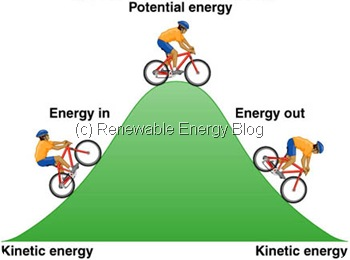 Potential energy
Energy in
Energy out
(c) Renewable Energy Blog
Kinetic energy
Kinetic energy